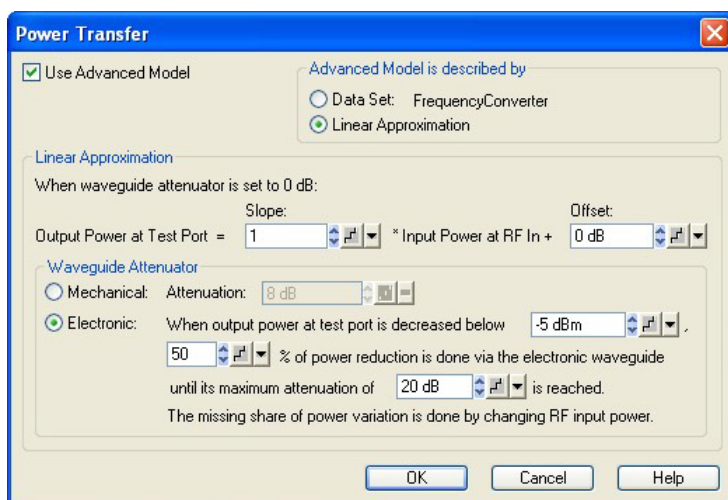 Power Transfer
Use Advanced Model
Advanced Model is described by
Data Set: FrequencyConverter
Linear Approximation
Linear Approximation
When waveguide attenuator is set to 0 dB:
Slope: Offset:
Output Power at Test Port = 1 * Input Power at RF In + 0 dB
Waveguide Attenuator
Mechanical: Attenuation: 8 dB
Electronic: When output power at test port is decreased below -5 dBm ,
50 % of power reduction is done via the electronic waveguide
until its maximum attenuation of 20 dB is reached.
The missing share of power variation is done by changing RF input power.
OK Cancel Help